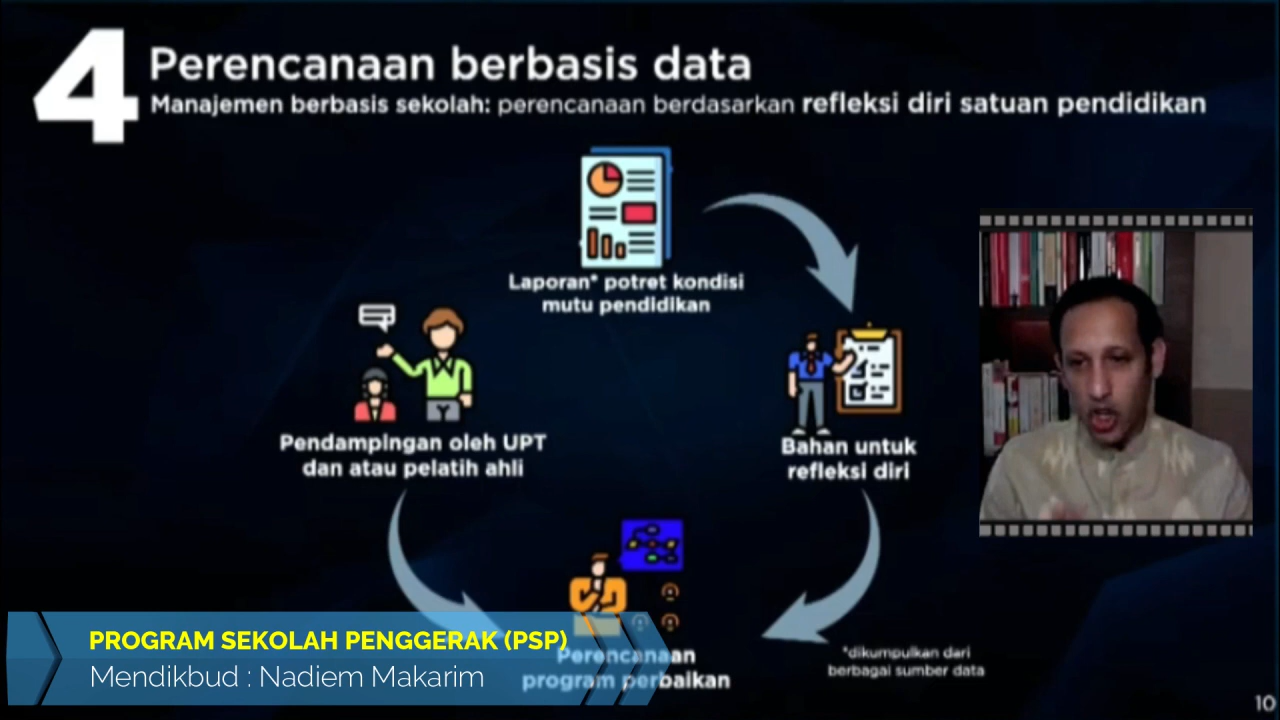 4
Perencanaan berbasis data
Manajemen berbasis sekolah: perencanaan berdasarkan refleksi diri satuan pendidikan
Laporan* potret kondisi
mutu pendidikan
Pendampingan oleh UPT
dan atau pelatih ahli
Bahan untuk
refleksi diri
Perencanaan
program perbaikan
*dikumpulkan dari
berbagai sumber data
PROGRAM SEKOLAH PENGGERAK (PSP)
Mendikbud : Nadiem Makarim
10